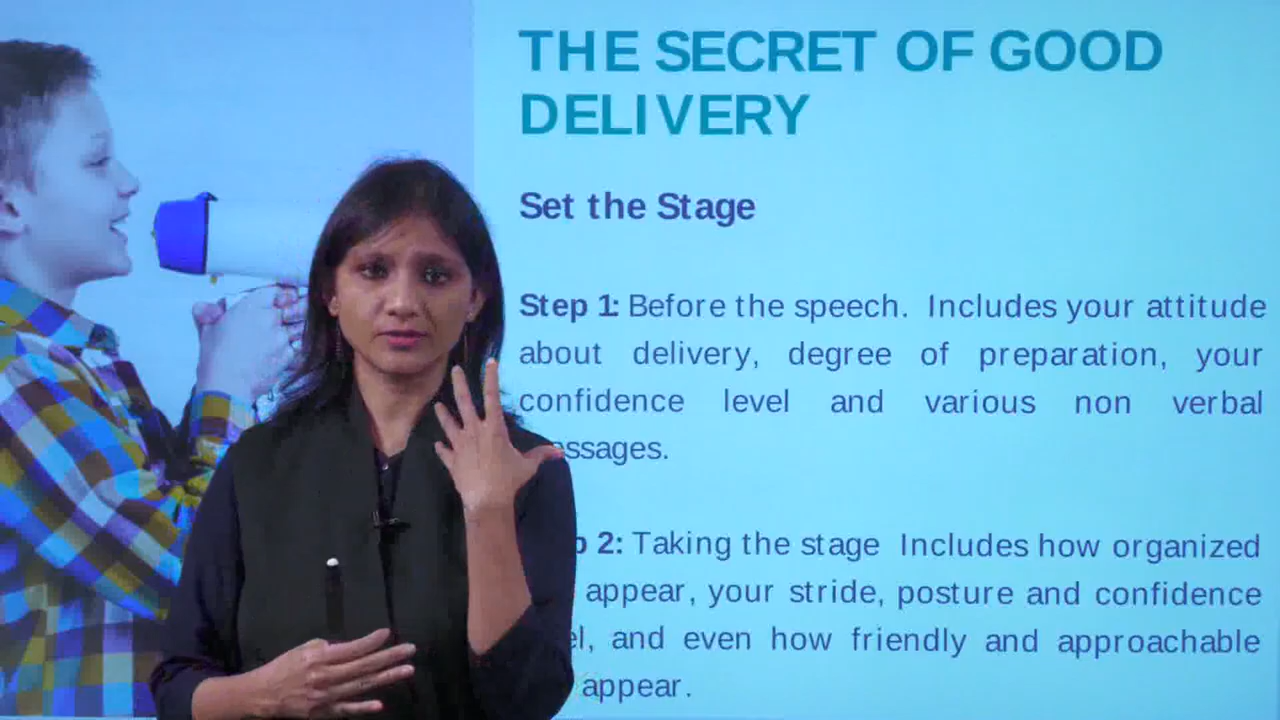 THE SECRET OF GOOD
DELIVERY
Set the Stage
Step 1: Before the speech. Includes your attitude
about delivery, degree of preparation, your
confidence level and various non verbal
essages.
2: Taking the stage Includes how organized
appear, your stride, posture and confidence
and even how friendly and approachable
appear.